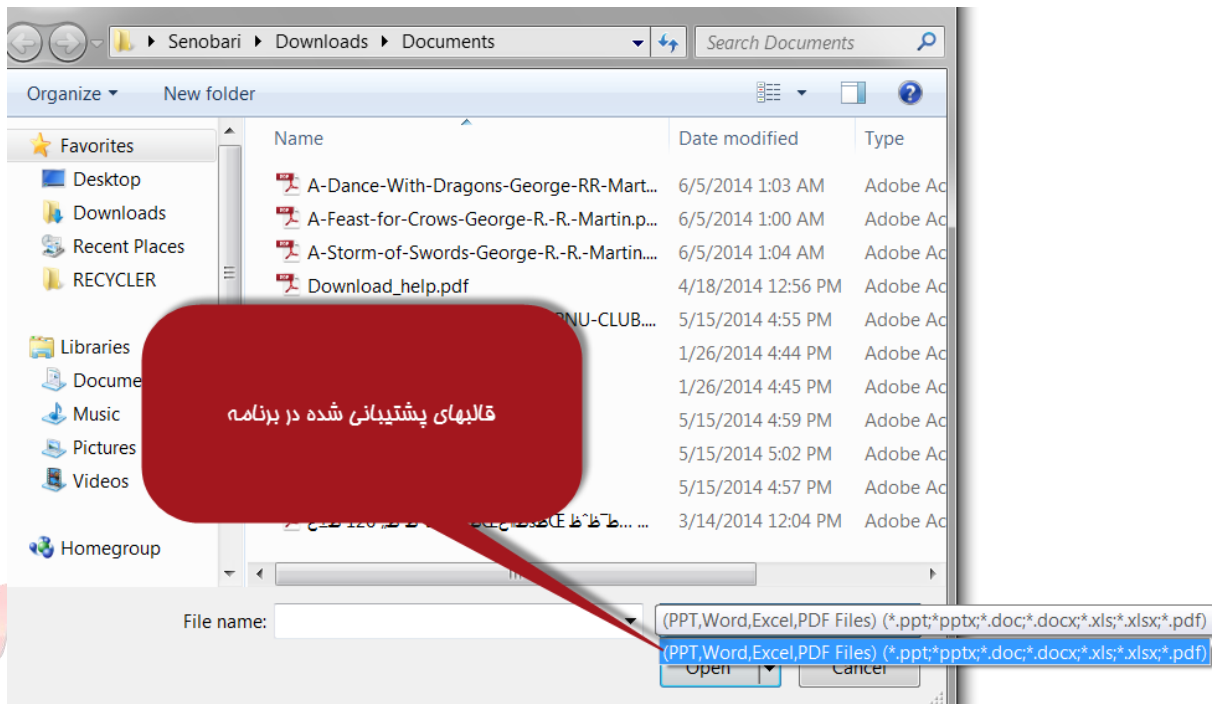 Senobari Downloads Documents
Search Documents
Organize New folder
Name Date modified Type
Favorites
Desktop
Downloads
Recent Places
RECYCLER
Libraries
Music
Pictures
Videos
Homegroup
A-Dance-With-Dragons-George-RR-Mart... 6/5/2014 1:03 AM Adobe Ac
A-Feast-for-Crows-George-R.-R.-Martin.p... 6/5/2014 1:00 AM Adobe Ac
A-Storm-of-Swords-George-R.-R.-Martin.... 6/5/2014 1:04 AM Adobe Ac
Download_help.pdf 4/18/2014 12:56 PM Adobe Ac
NU-CLUB.... 5/15/2014 4:55 PM Adobe Ac
1/26/2014 4:44 PM Adobe Ac
1/26/2014 4:45 PM Adobe Ac
5/15/2014 4:59 PM Adobe Ac
5/15/2014 5:02 PM Adobe Ac
5/15/2014 4:57 PM Adobe Ac
3/14/2014 12:04 PM Adobe Ac
قالبهای پشتیبانی شده در برنامه
File name:
(PPT,Word,Excel,PDF Files) (*.ppt;*pptx;*.doc;*.docx;*.xls;*.xlsx;*.pdf)
(PPT,Word,Excel,PDF Files) (*.ppt;*pptx;*.doc;*.docx;*.xls;*.xlsx;*.pdf)
Open Cancel